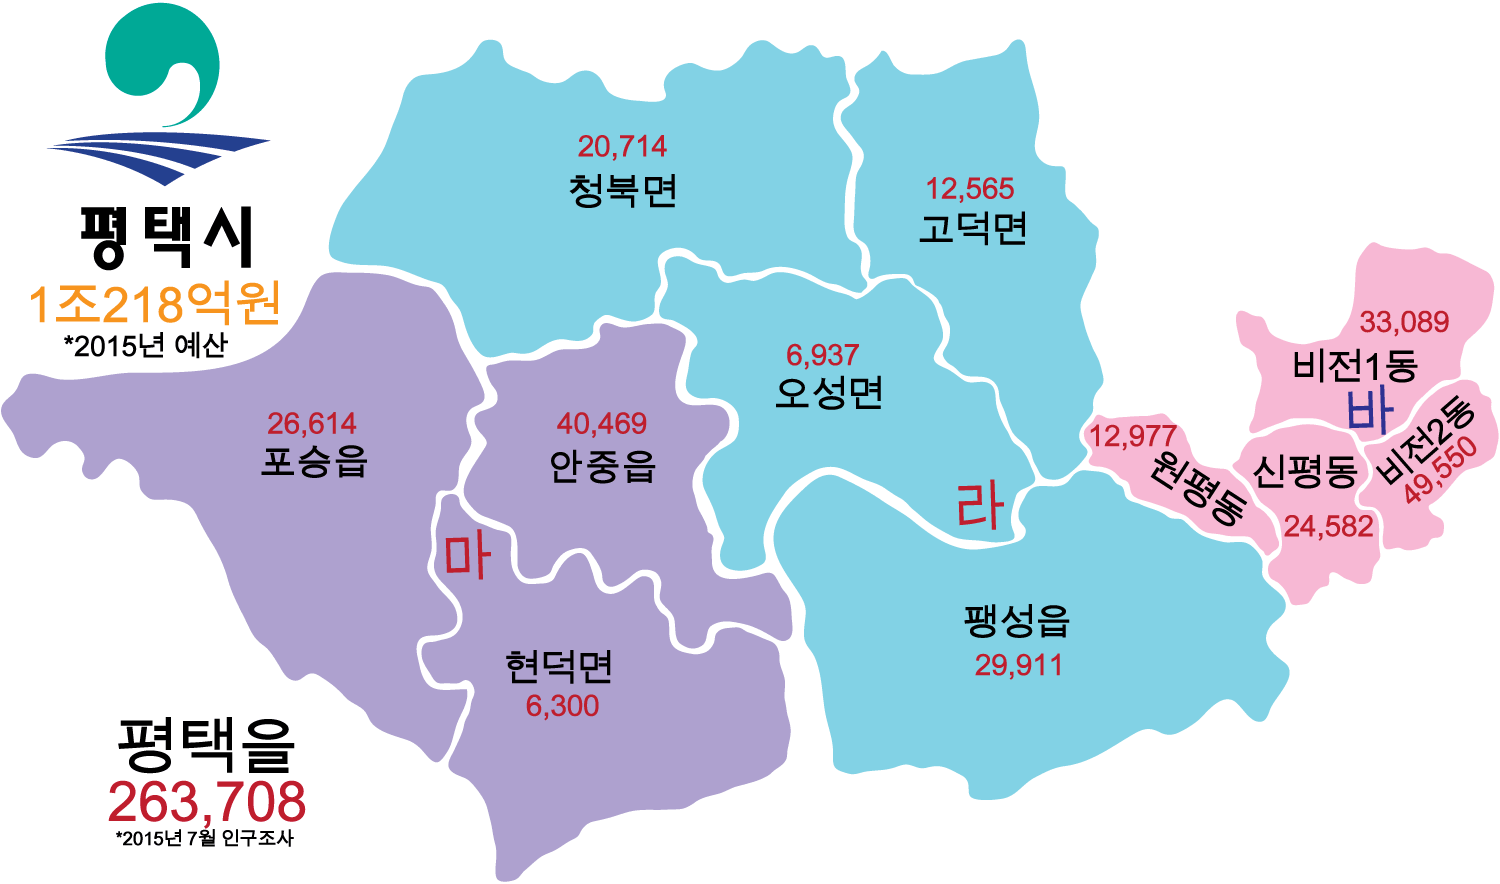 평택시
1조218억원
*2015년 예산
20,714
청북면
12,565
고덕면
33,089
비전1동
바
6,937
오성면
26,614
포승읍
40,469
안중읍
12,977
원평동
신평동
24,582
비전2동
49,550
라
마
팽성읍
29,911
현덕면
6,300
평택을
263,708
*2015년 7월 인구조사